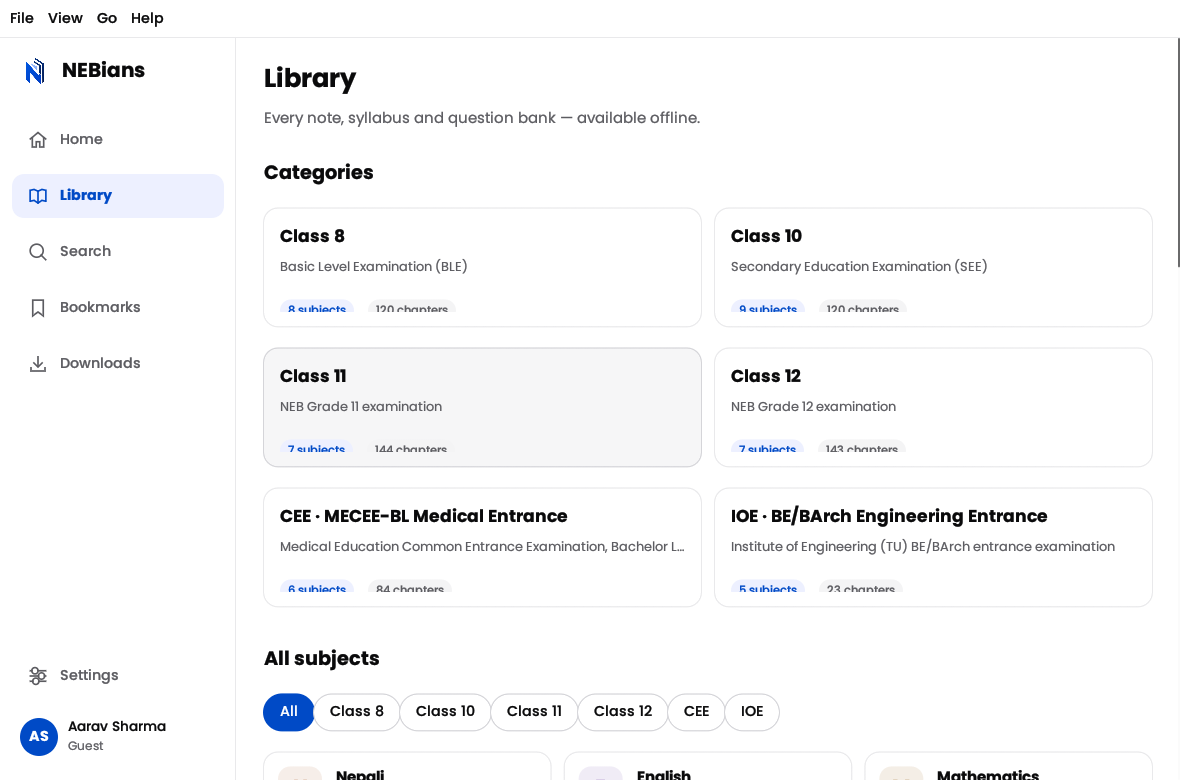 File View Go Help
NEBians
Home
Library
Search
Bookmarks
Downloads
Settings
AS
Aarav Sharma
Guest
Library
Every note, syllabus and question bank — available offline.
Categories
Class 8
Basic Level Examination (BLE)
8 subjects 120 chapters
Class 10
Secondary Education Examination (SEE)
9 subjects 120 chapters
Class 11
NEB Grade 11 examination
7 subjects 144 chapters
Class 12
NEB Grade 12 examination
7 subjects 143 chapters
CEE · MECEE-BL Medical Entrance
Medical Education Common Entrance Examination, Bachelor L...
6 subjects 84 chapters
IOE · BE/BArch Engineering Entrance
Institute of Engineering (TU) BE/BArch entrance examination
5 subjects 23 chapters
All subjects
All Class 8 Class 10 Class 11 Class 12 CEE IOE
Nepali English Mathematics